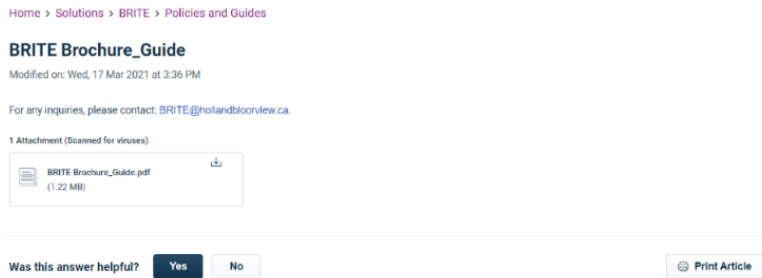 Home > Solutions > BRITE > Policies and Guides
BRITE Brochure_Guide
Modified on: Wed, 17 Mar 2021 at 3:36 PM
For any inquiries, please contact: BRITE@hollandbloorview.ca.
1 Attachment (Scanned for viruses)
BRITE Brochure_Guide.pdf
(1.22 MB)
Was this answer helpful? Yes No Print Article